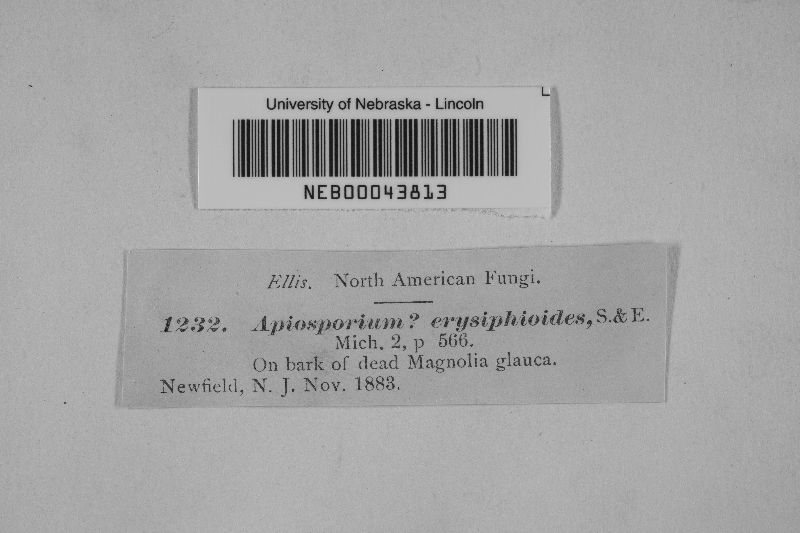 University of Nebraska - Lincoln
NEB00043813
Ellis. North American Fungi.
1232. Apiosporium? erysiphioides, S. & E.
Mich. 2, p 566.
On bark of dead Magnolia glauca.
Newfield, N. J. Nov. 1883.